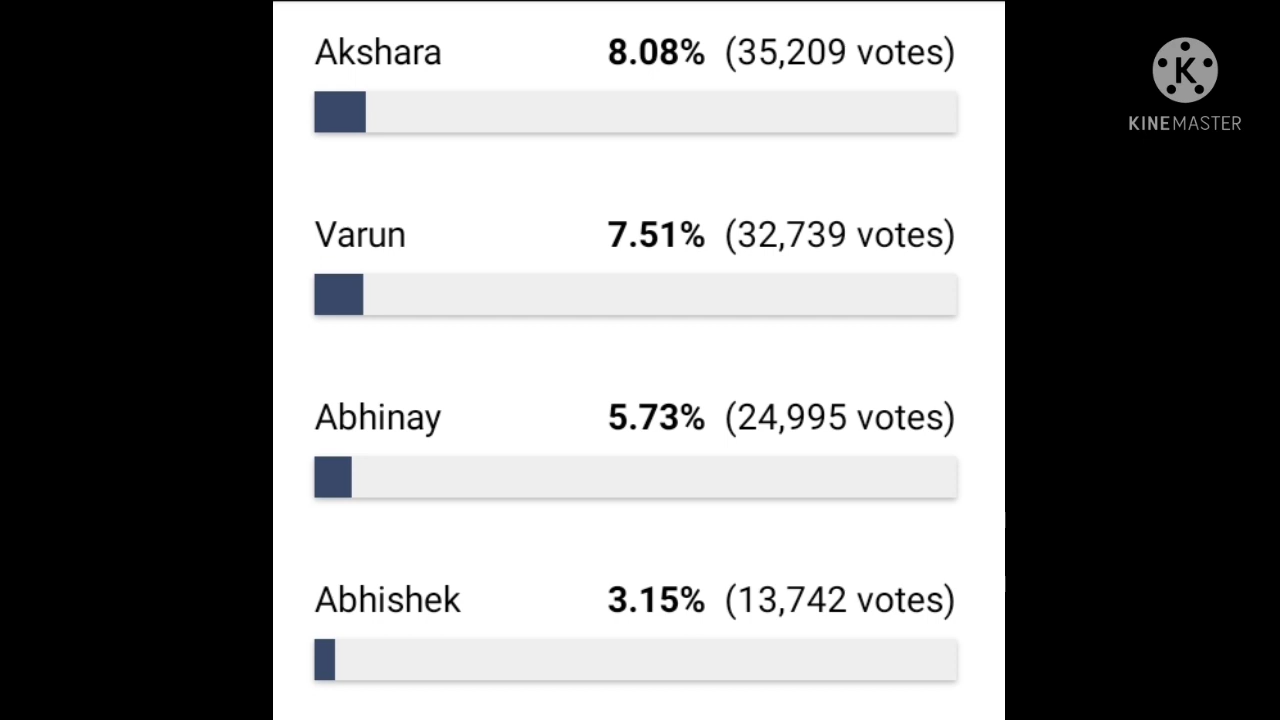 Akshara 8.08% (35,209 votes)
K
KINEMASTER
Varun 7.51% (32,739 votes)
Abhinay 5.73% (24,995 votes)
Abhishek 3.15% (13,742 votes)